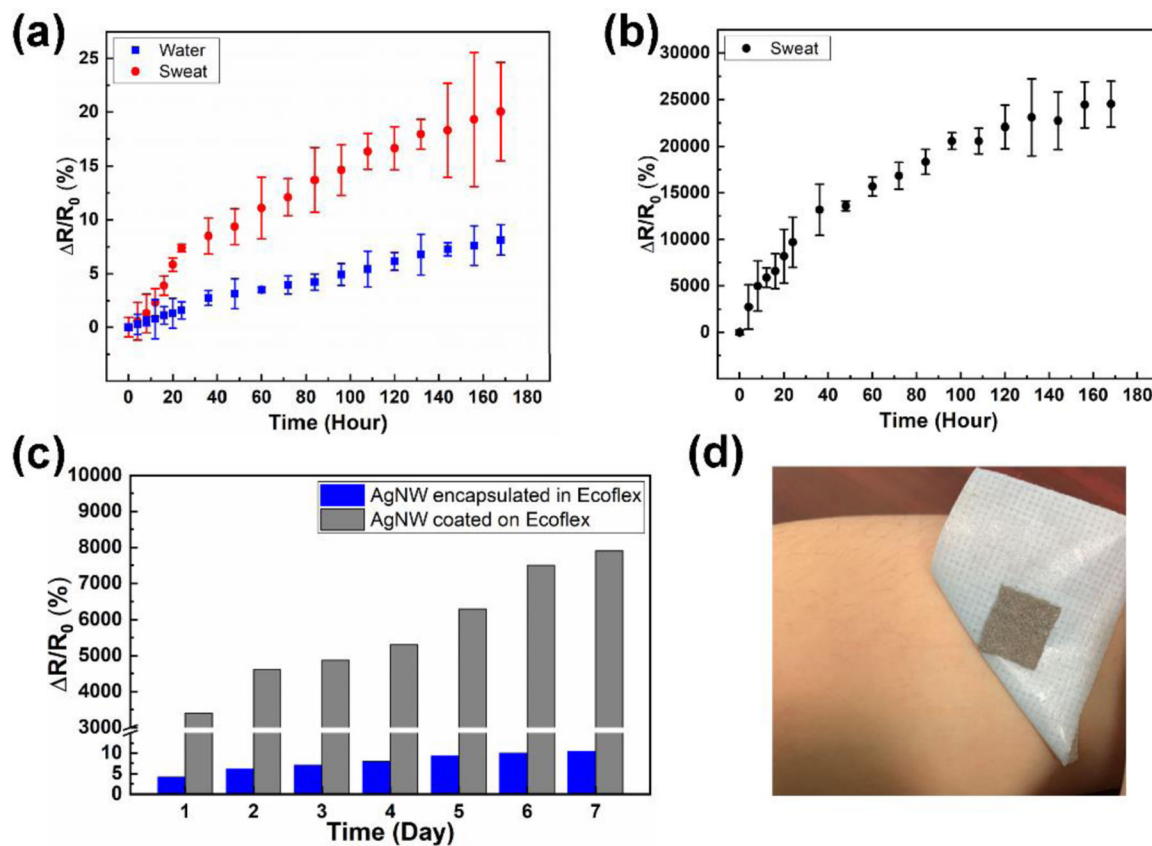 (a)
Water
Sweat
25
20
15
10
5
0
ΔR/R₀ (%)
0 20 40 60 80 100 120 140 160 180
Time (Hour)
(b)
Sweat
30000
25000
20000
15000
10000
5000
0
ΔR/R₀ (%)
0 20 40 60 80 100 120 140 160 180
Time (Hour)
(c)
AgNW encapsulated in Ecoflex
AgNW coated on Ecoflex
10000
9000
8000
7000
6000
5000
4000
3000
10
5
0
ΔR/R₀ (%)
1 2 3 4 5 6 7
Time (Day)
(d)